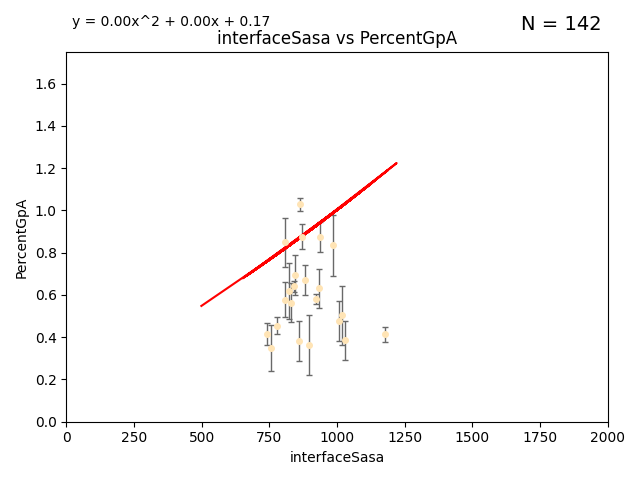 y = 0.00x^2 + 0.00x + 0.17
N = 142
interfaceSasa vs PercentGpA
PercentGpA
1.6
1.4
1.2
1.0
0.8
0.6
0.4
0.2
0.0
0 250 500 750 1000 1250 1500 1750 2000
interfaceSasa